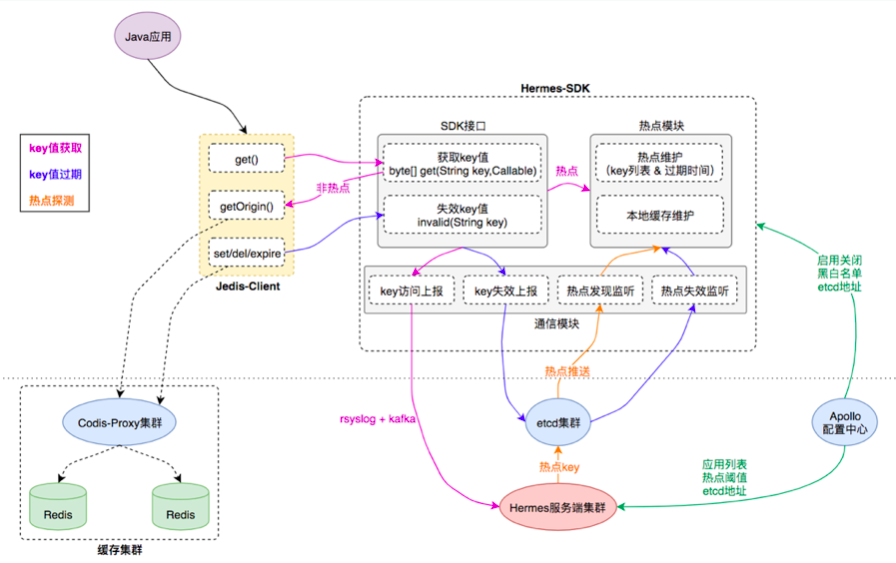 Java应用
Hermes-SDK
SDK接口
热点模块
key值获取
key值过期
热点探测
get()
获取key值
byte[] get(String key,Callable)
热点
热点维护
(key列表 & 过期时间)
非热点
getOrigin()
失效key值
invalid(String key)
本地缓存维护
set/del/expire
Jedis-Client
key访问上报
key失效上报
热点发现监听
热点失效监听
通信模块
启用关闭
黑白名单
etcd地址
热点推送
rsyslog + kafka
Codis-Proxy集群
etcd集群
Apollo
配置中心
热点key
应用列表
热点阈值
etcd地址
Redis
Redis
Hermes服务端集群
缓存集群